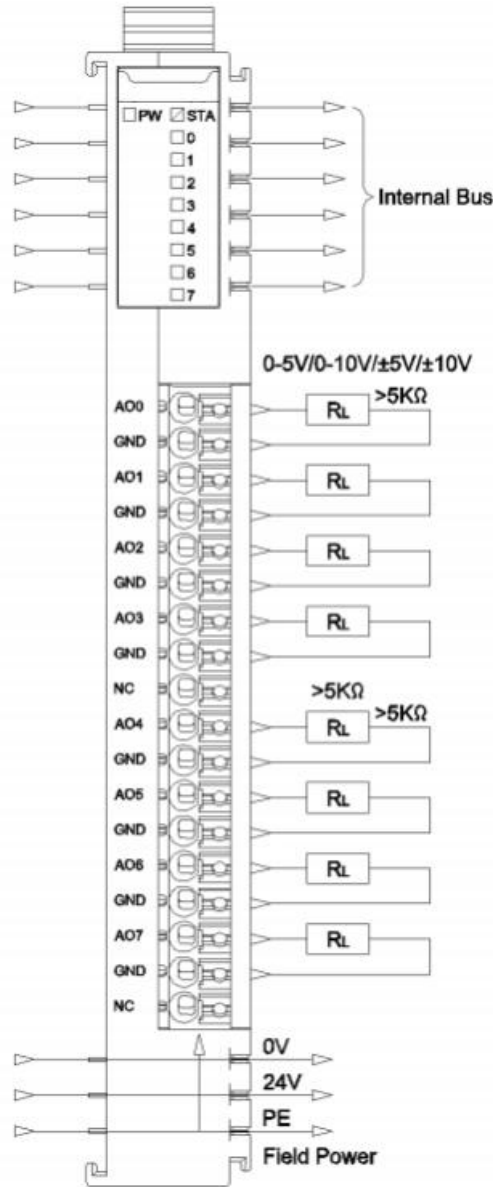 PW STA
0
1
2
3
4
5
6
7
Internal Bus
0-5V/0-10V/±5V/±10V
AO0 RL >5KΩ
GND
AO1 RL
GND
AO2 RL
GND
AO3 RL
GND
NC >5KΩ
AO4 RL >5KΩ
GND
AO5 RL
GND
AO6 RL
GND
AO7 RL
GND
NC
0V
24V
PE
Field Power